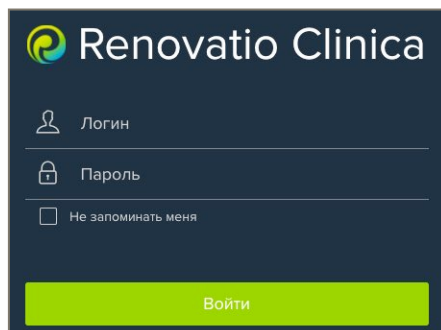 Renovatio Clinica
Логин
Пароль
Не запоминать меня
Войти